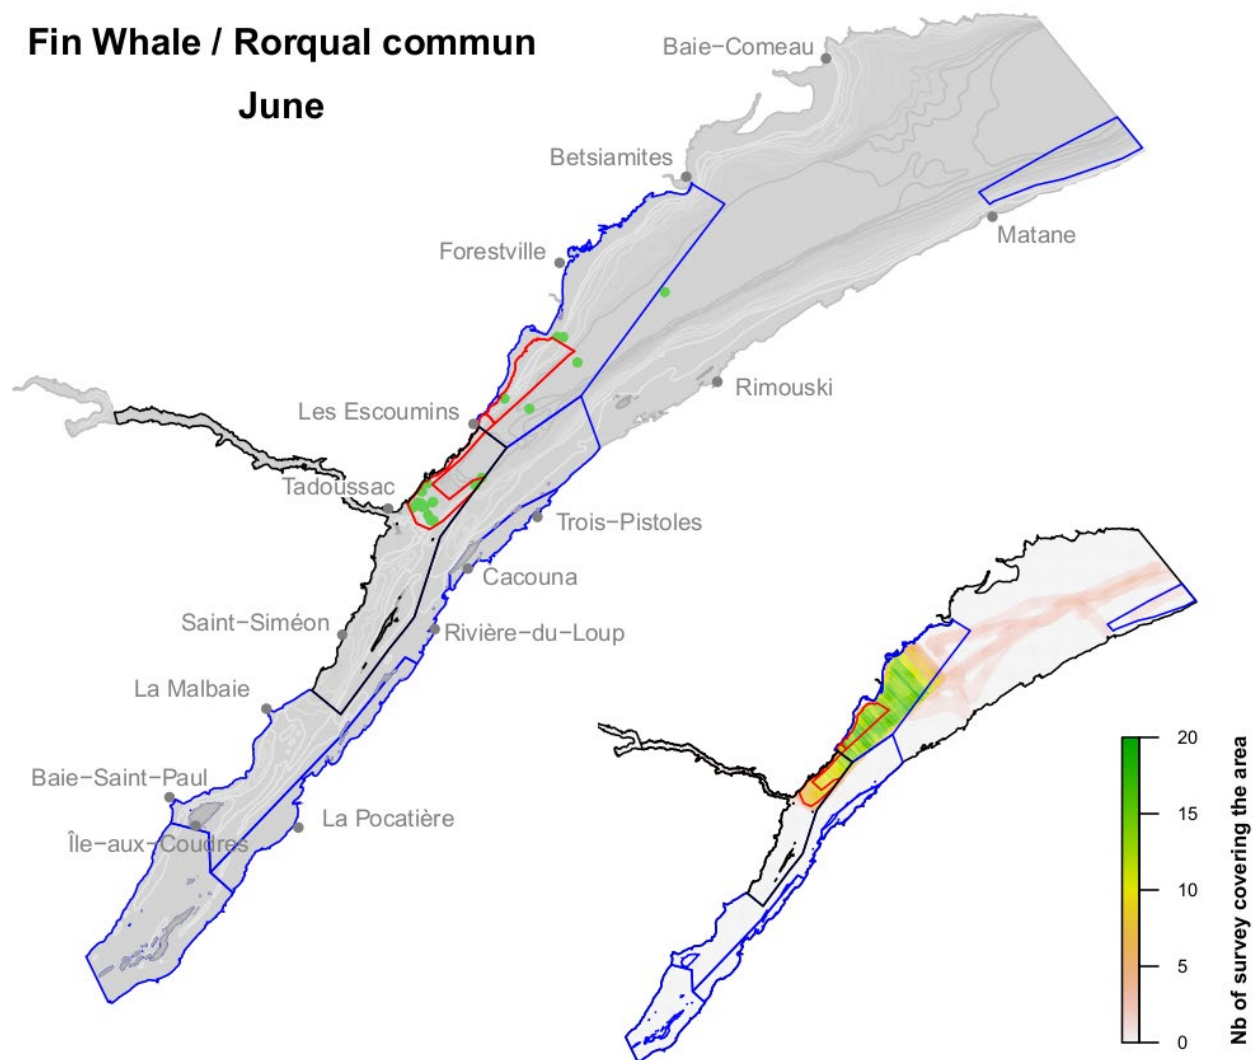 Fin Whale / Rorqual commun
June
Baie−Comeau
Betsiamites
Forestville
Matane
Les Escoumins
Rimouski
Tadoussac
Trois−Pistoles
Cacouna
Saint−Siméon
Rivière−du−Loup
La Malbaie
Baie−Saint−Paul
La Pocatière
Île−aux−Coudres
20
15
10
5
0
Nb of survey covering the area